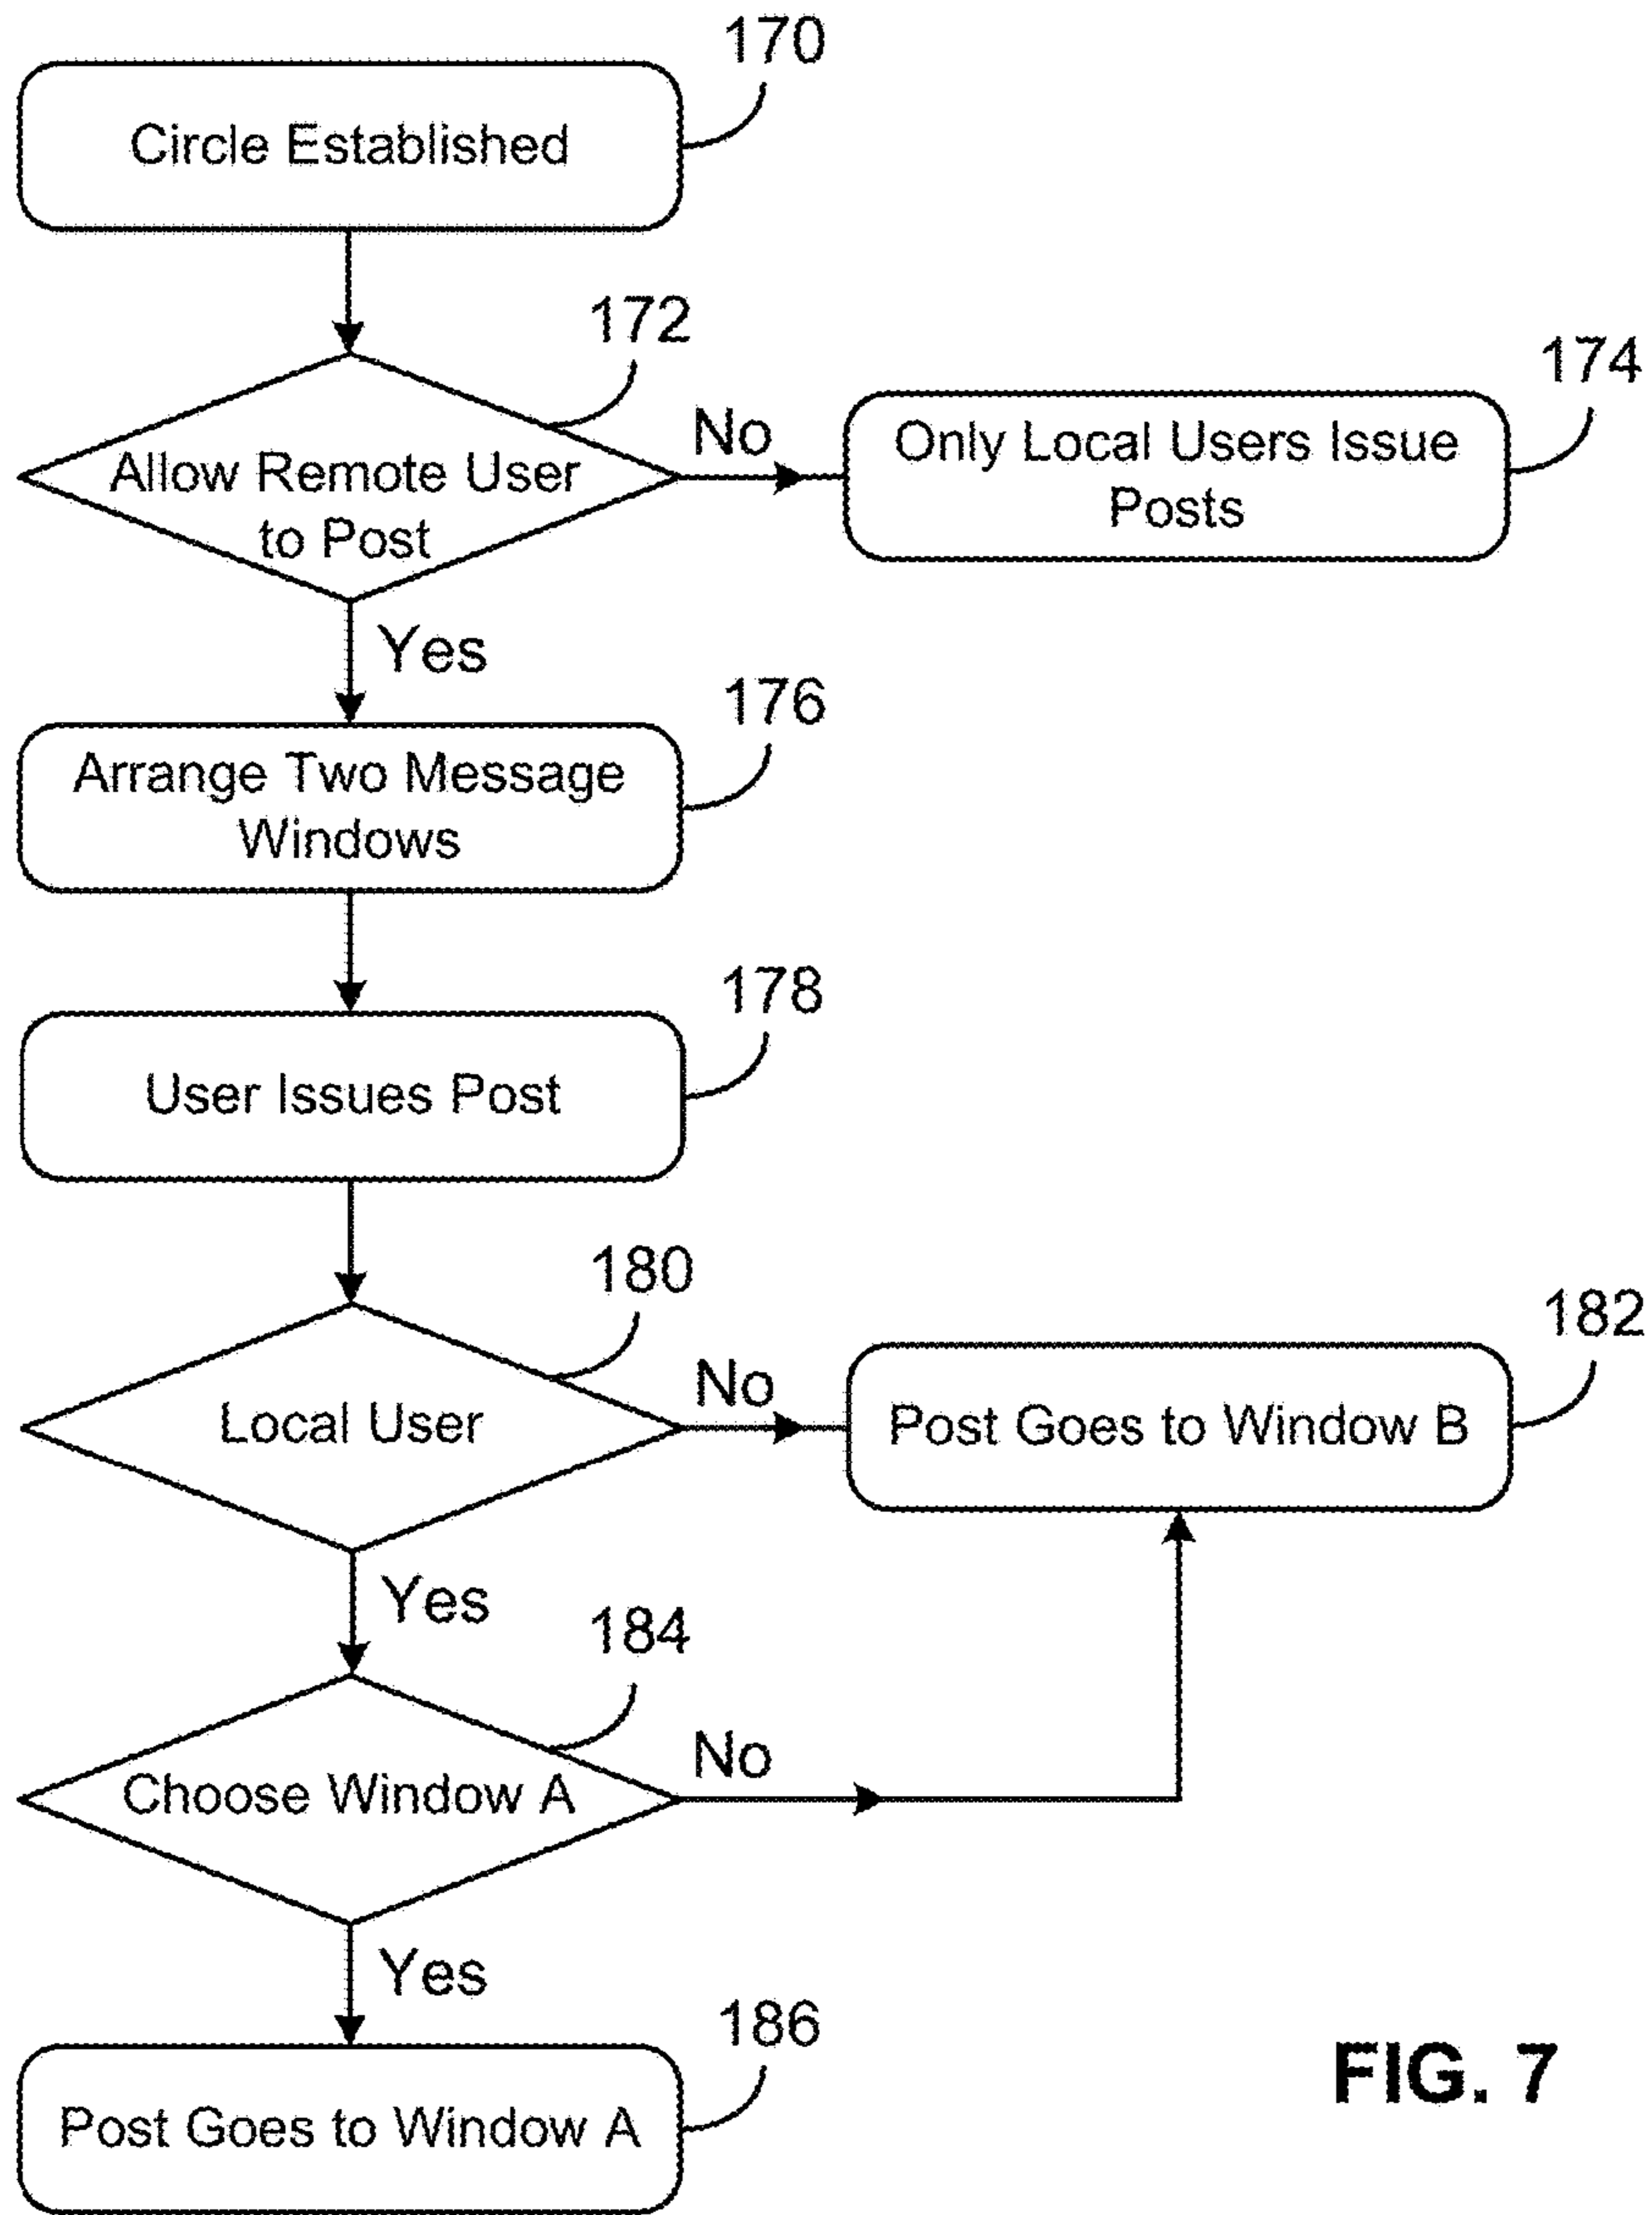 170
Circle Established
172
Allow Remote User
to Post
No
174
Only Local Users Issue
Posts
Yes
176
Arrange Two Message
Windows
178
User Issues Post
180
Local User
No
182
Post Goes to Window B
Yes
184
Choose Window A
No
Yes
186
Post Goes to Window A
FIG. 7